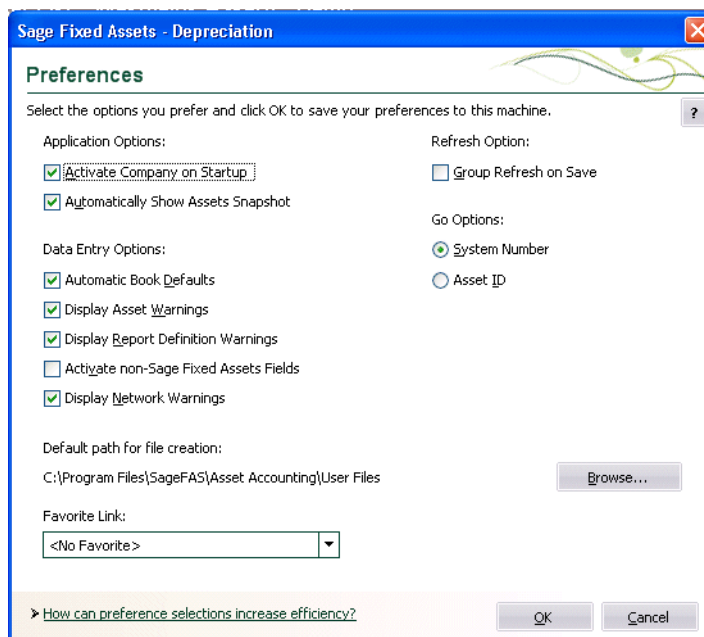 Sage Fixed Assets - Depreciation
Preferences
Select the options you prefer and click OK to save your preferences to this machine.
?
Application Options:
Activate Company on Startup
Automatically Show Assets Snapshot
Refresh Option:
Group Refresh on Save
Go Options:
System Number
Asset ID
Data Entry Options:
Automatic Book Defaults
Display Asset Warnings
Display Report Definition Warnings
Activate non-Sage Fixed Assets Fields
Display Network Warnings
Default path for file creation:
C:\Program Files\SageFAS\Asset Accounting\User Files
Browse...
Favorite Link:
<No Favorite>
How can preference selections increase efficiency?
OK
Cancel